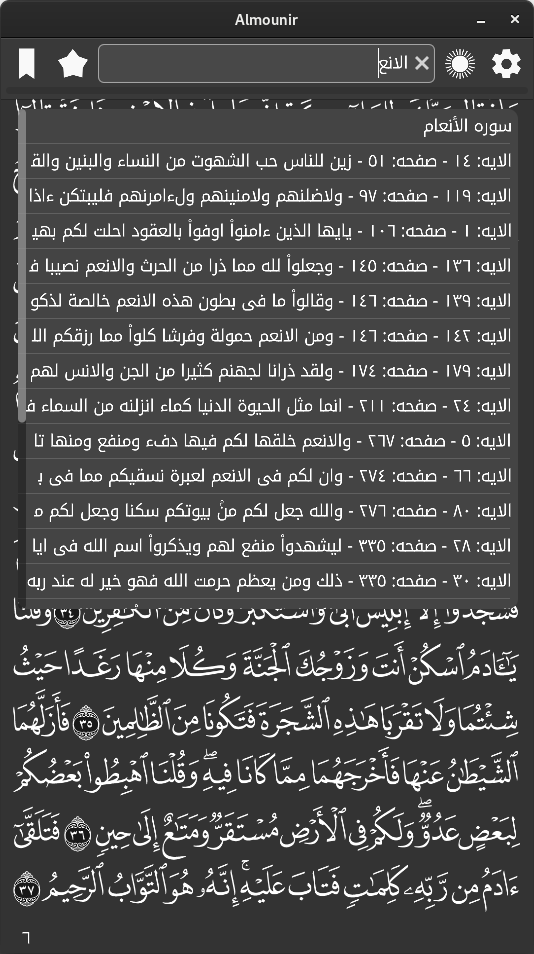 Almounir
الانع
سوره الأنعام
الايه: ١٤ - صفحه: ٥١ - زين للناس حب الشهوت من النساء والبنين والق
الايه: ١١٩ - صفحه: ٩٧ - ولاضلنهم ولامنينهم ولءامرنهم فليبتكن ءاذا
الايه: ١ - صفحه: ١٠٦ - يايها الذين ءامنوا۟ اوفوا۟ بالعقود احلت لكم بهي
الايه: ١٣٦ - صفحه: ١٤٥ - وجعلوا۟ لله مما ذرا من الحرث والانعم نصيبا ف
الايه: ١٣٩ - صفحه: ١٤٦ - وقالوا۟ ما فى بطون هذه الانعم خالصة لذكو
الايه: ١٤٢ - صفحه: ١٤٦ - ومن الانعم حمولة وفرشا كلوا۟ مما رزقكم الل
الايه: ١٧٩ - صفحه: ١٧٤ - ولقد ذرانا لجهنم كثيرا من الجن والانس لهم
الايه: ٢٤ - صفحه: ٢١١ - انما مثل الحيوة الدنيا كماء انزلنه من السماء ف
الايه: ٥ - صفحه: ٢٦٧ - والانعم خلقها لكم فيها دفء ومنفع ومنها تا
الايه: ٦٦ - صفحه: ٢٧٤ - وان لكم فى الانعم لعبرة نسقيكم مما فى ب
الايه: ٨٠ - صفحه: ٢٧٦ - والله جعل لكم منۢ بيوتكم سكنا وجعل لكم م
الايه: ٢٨ - صفحه: ٣٣٥ - ليشهدوا۟ منفع لهم ويذكروا۟ اسم الله فى ايا
الايه: ٣٠ - صفحه: ٣٣٥ - ذلك ومن يعظم حرمت الله فهو خير له عند ربه
فَسَجَدُوٓا۟ إِلَّآ إِبْلِيسَ أَبَىٰ وَٱسْتَكْبَرَ وَكَانَ مِنَ ٱلْكَـٰفِرِينَ ٣٤ وَقُلْنَا
يَـٰٓـَٔادَمُ ٱسْكُنْ أَنتَ وَزَوْجُكَ ٱلْجَنَّةَ وَكُلَا مِنْهَا رَغَدًا حَيْثُ
شِئْتُمَا وَلَا تَقْرَبَا هَـٰذِهِ ٱلشَّجَرَةَ فَتَكُونَا مِنَ ٱلظَّـٰلِمِينَ ٣٥ فَأَزَلَّهُمَا
ٱلشَّيْطَـٰنُ عَنْهَا فَأَخْرَجَهُمَا مِمَّا كَانَا فِيهِ ۖ وَقُلْنَا ٱهْبِطُوا۟ بَعْضُكُمْ
لِبَعْضٍ عَدُوٌّ ۖ وَلَكُمْ فِى ٱلْأَرْضِ مُسْتَقَرٌّ وَمَتَـٰعٌ إِلَىٰ حِينٍ ٣٦ فَتَلَقَّىٰٓ
ءَادَمُ مِن رَّبِّهِۦ كَلِمَـٰتٍ فَتَابَ عَلَيْهِ ۚ إِنَّهُۥ هُوَ ٱلتَّوَّابُ ٱلرَّحِيمُ ٣٧
٦